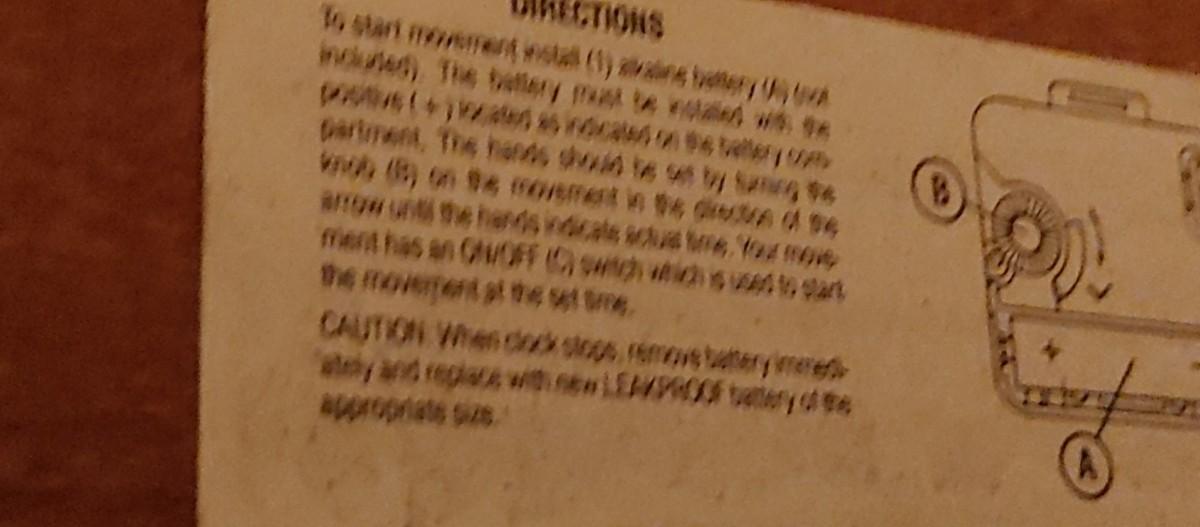 DIRECTIONS
To start movement install (1) alkaline battery (A) (not
included). The battery must be installed with the
positive ( + ) located as indicated on the battery com-
partment. The hands should be set by turning the
knob (B) on the movement in the direction of the
arrow until the hands indicate actual time. Your move-
ment has an ON/OFF (C) switch which is used to start
the movement at the set time.
CAUTION: When clock stops, remove battery immedi-
ately and replace with new LEAKPROOF battery of the
appropriate size.
B
+
A